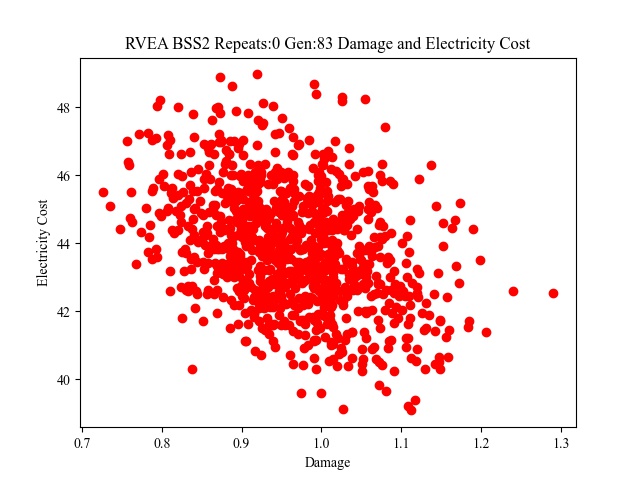 RVEA BSS2 Repeats:0 Gen:83 Damage and Electricity Cost
48
46
44
42
40
Electricity Cost
0.7 0.8 0.9 1.0 1.1 1.2 1.3
Damage